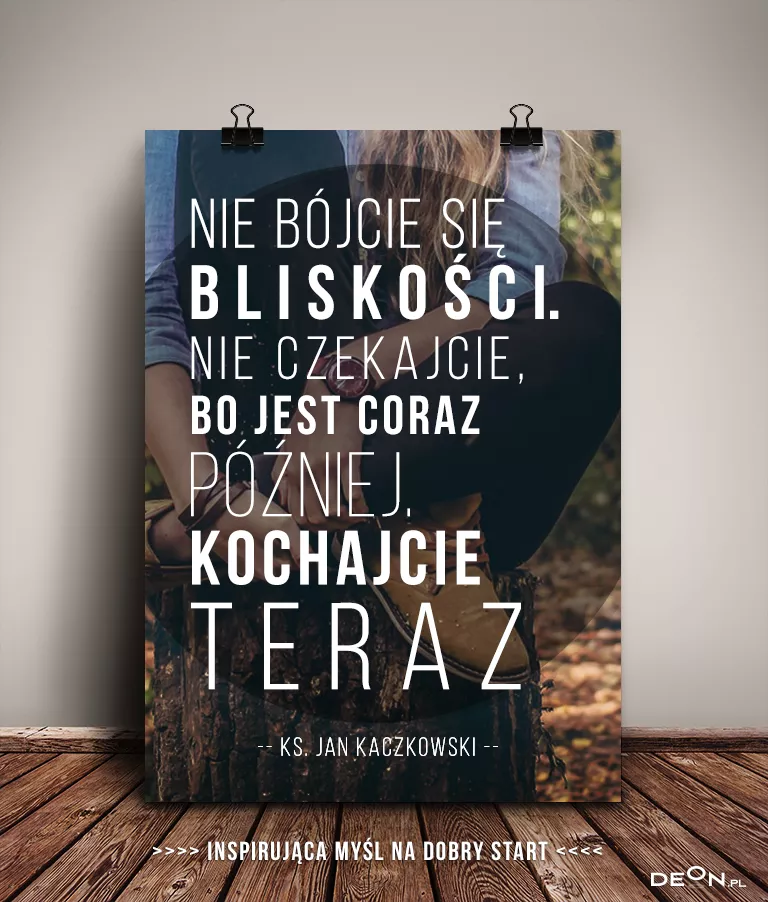 NIE BÓJCIE SIĘ
BLISKOŚCI.
NIE CZEKAJCIE,
BO JEST CORAZ
PÓŹNIEJ.
KOCHAJCIE
TERAZ
-- KS. JAN KACZKOWSKI --
>>>> INSPIRUJĄCA MYŚL NA DOBRY START <<<<
DEON.PL